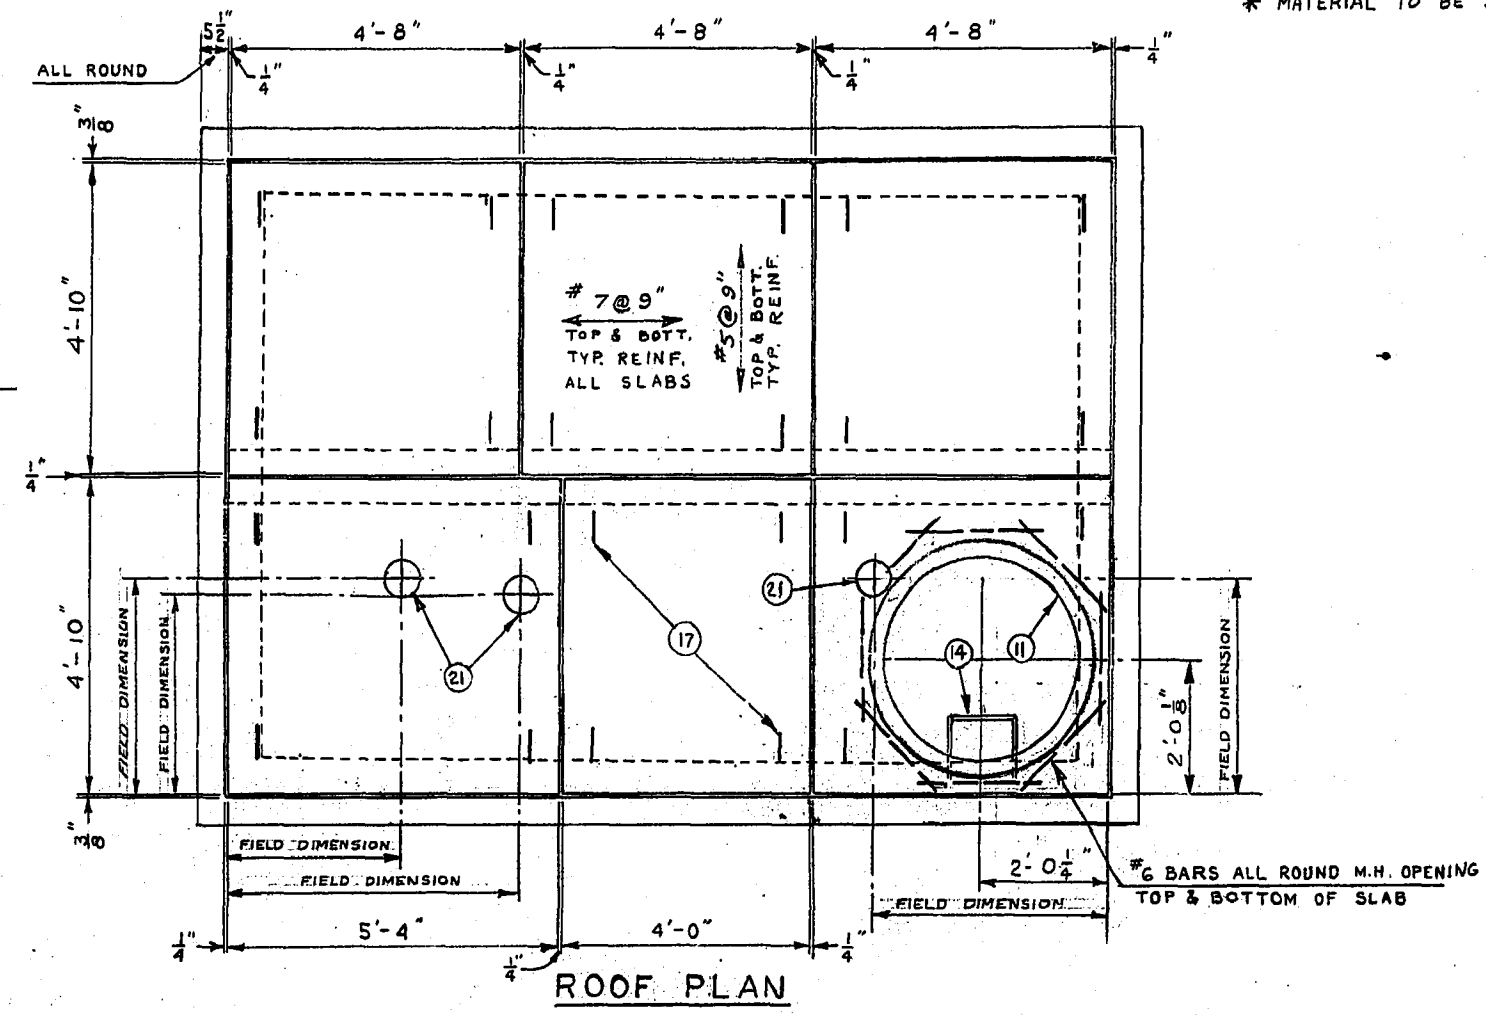 * MATERIAL TO BE
5 1/2"
4'-8"
4'-8"
4'-8"
1/4"
ALL ROUND
1/4"
1/4"
1/4"
3/8"
4'-10"
# 7@9"
TOP & BOTT.
TYP. REINF.
ALL SLABS
#5@9"
TOP & BOTT.
TYP. REINF.
1/4"
4'-10"
FIELD DIMENSION
FIELD DIMENSION
21
17
21
14
11
2'-0 1/8"
FIELD DIMENSION
3/8"
FIELD DIMENSION
FIELD DIMENSION
2'-0 1/4"
FIELD DIMENSION
#6 BARS ALL ROUND M.H. OPENING
TOP & BOTTOM OF SLAB
1/4"
5'-4"
1/4"
4'-0"
1/4"
ROOF PLAN